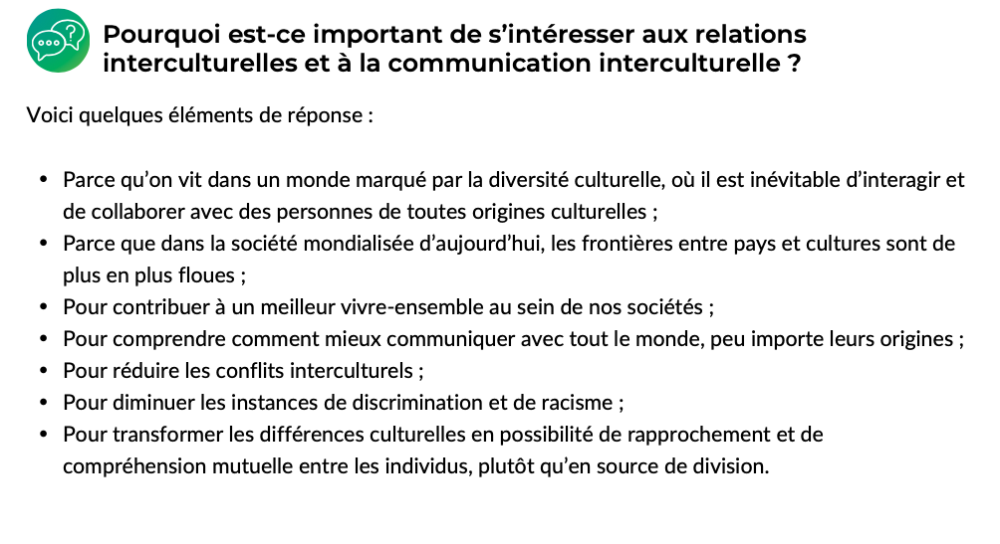 Pourquoi est-ce important de s’intéresser aux relations
interculturelles et à la communication interculturelle ?
Voici quelques éléments de réponse :
• Parce qu’on vit dans un monde marqué par la diversité culturelle, où il est inévitable d’interagir et
de collaborer avec des personnes de toutes origines culturelles ;
• Parce que dans la société mondialisée d’aujourd’hui, les frontières entre pays et cultures sont de
plus en plus floues ;
• Pour contribuer à un meilleur vivre-ensemble au sein de nos sociétés ;
• Pour comprendre comment mieux communiquer avec tout le monde, peu importe leurs origines ;
• Pour réduire les conflits interculturels ;
• Pour diminuer les instances de discrimination et de racisme ;
• Pour transformer les différences culturelles en possibilité de rapprochement et de
compréhension mutuelle entre les individus, plutôt qu’en source de division.